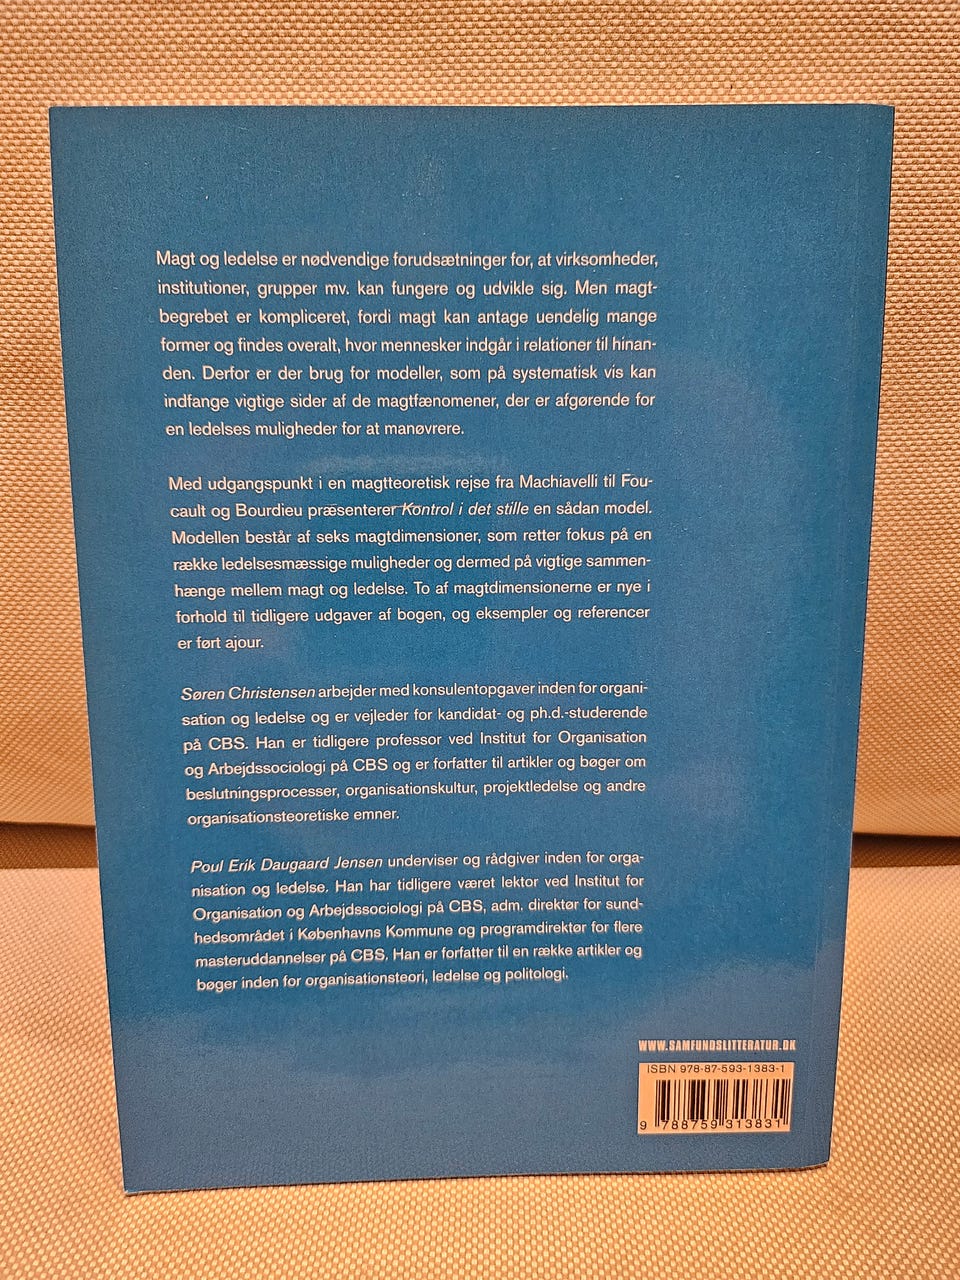 Magt og ledelse er nødvendige forudsætninger for, at virksomheder,
institutioner, grupper mv. kan fungere og udvikle sig. Men magt-
begrebet er kompliceret, fordi magt kan antage uendelig mange
former og findes overalt, hvor mennesker indgår i relationer til hinan-
den. Derfor er der brug for modeller, som på systematisk vis kan
indfange vigtige sider af de magtfænomener, der er afgørende for
en ledelses muligheder for at manøvrere.
Med udgangspunkt i en magtteoretisk rejse fra Machiavelli til Fou-
cault og Bourdieu præsenterer Kontrol i det stille en sådan model.
Modellen består af seks magtdimensioner, som retter fokus på en
række ledelsesmæssige muligheder og dermed på vigtige sammen-
hænge mellem magt og ledelse. To af magtdimensionerne er nye i
forhold til tidligere udgaver af bogen, og eksempler og referencer
er ført ajour.
Søren Christensen arbejder med konsulentopgaver inden for organi-
sation og ledelse og er vejleder for kandidat- og ph.d.-studerende
på CBS. Han er tidligere professor ved Institut for Organisation
og Arbejdssociologi på CBS og er forfatter til artikler og bøger om
beslutningsprocesser, organisationskultur, projektledelse og andre
organisationsteoretiske emner.
Poul Erik Daugaard Jensen underviser og rådgiver inden for orga-
nisation og ledelse. Han har tidligere været lektor ved Institut for
Organisation og Arbejdssociologi på CBS, adm. direktør for sund-
hedsområdet i Københavns Kommune og programdirektør for flere
masteruddannelser på CBS. Han er forfatter til en række artikler og
bøger inden for organisationsteori, ledelse og politologi.
WWW.SAMFUNDSLITTERATUR.DK
ISBN 978-87-593-1383-1
9 788759 313831